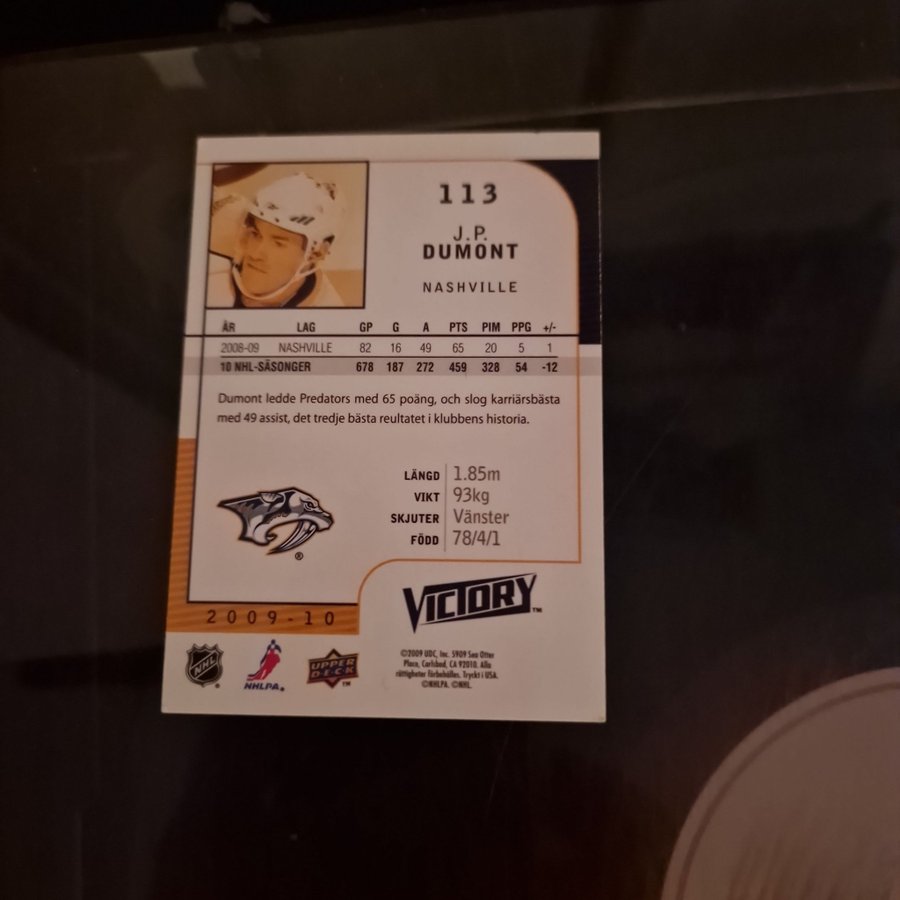 113
J.P.
DUMONT
NASHVILLE
ÅR LAG GP G A PTS PIM PPG +/-
2008-09 NASHVILLE 82 16 49 65 20 5 1
10 NHL-SÄSONGER 678 187 272 459 328 54 -12
Dumont ledde Predators med 65 poäng, och slog karriärsbästa
med 49 assist, det tredje bästa reultatet i klubbens historia.
LÄNGD 1.85m
VIKT 93kg
SKJUTER Vänster
FÖDD 78/4/1
®
VICTORY™
2009-10
NHL®
NHLPA®
UPPER
DECK™
©2009 UDC, Inc. 5909 Sea Otter
Place, Carlsbad, CA 92010. Alla
rättigheter förbehålles. Tryckt i USA.
©NHLPA. ©NHL.